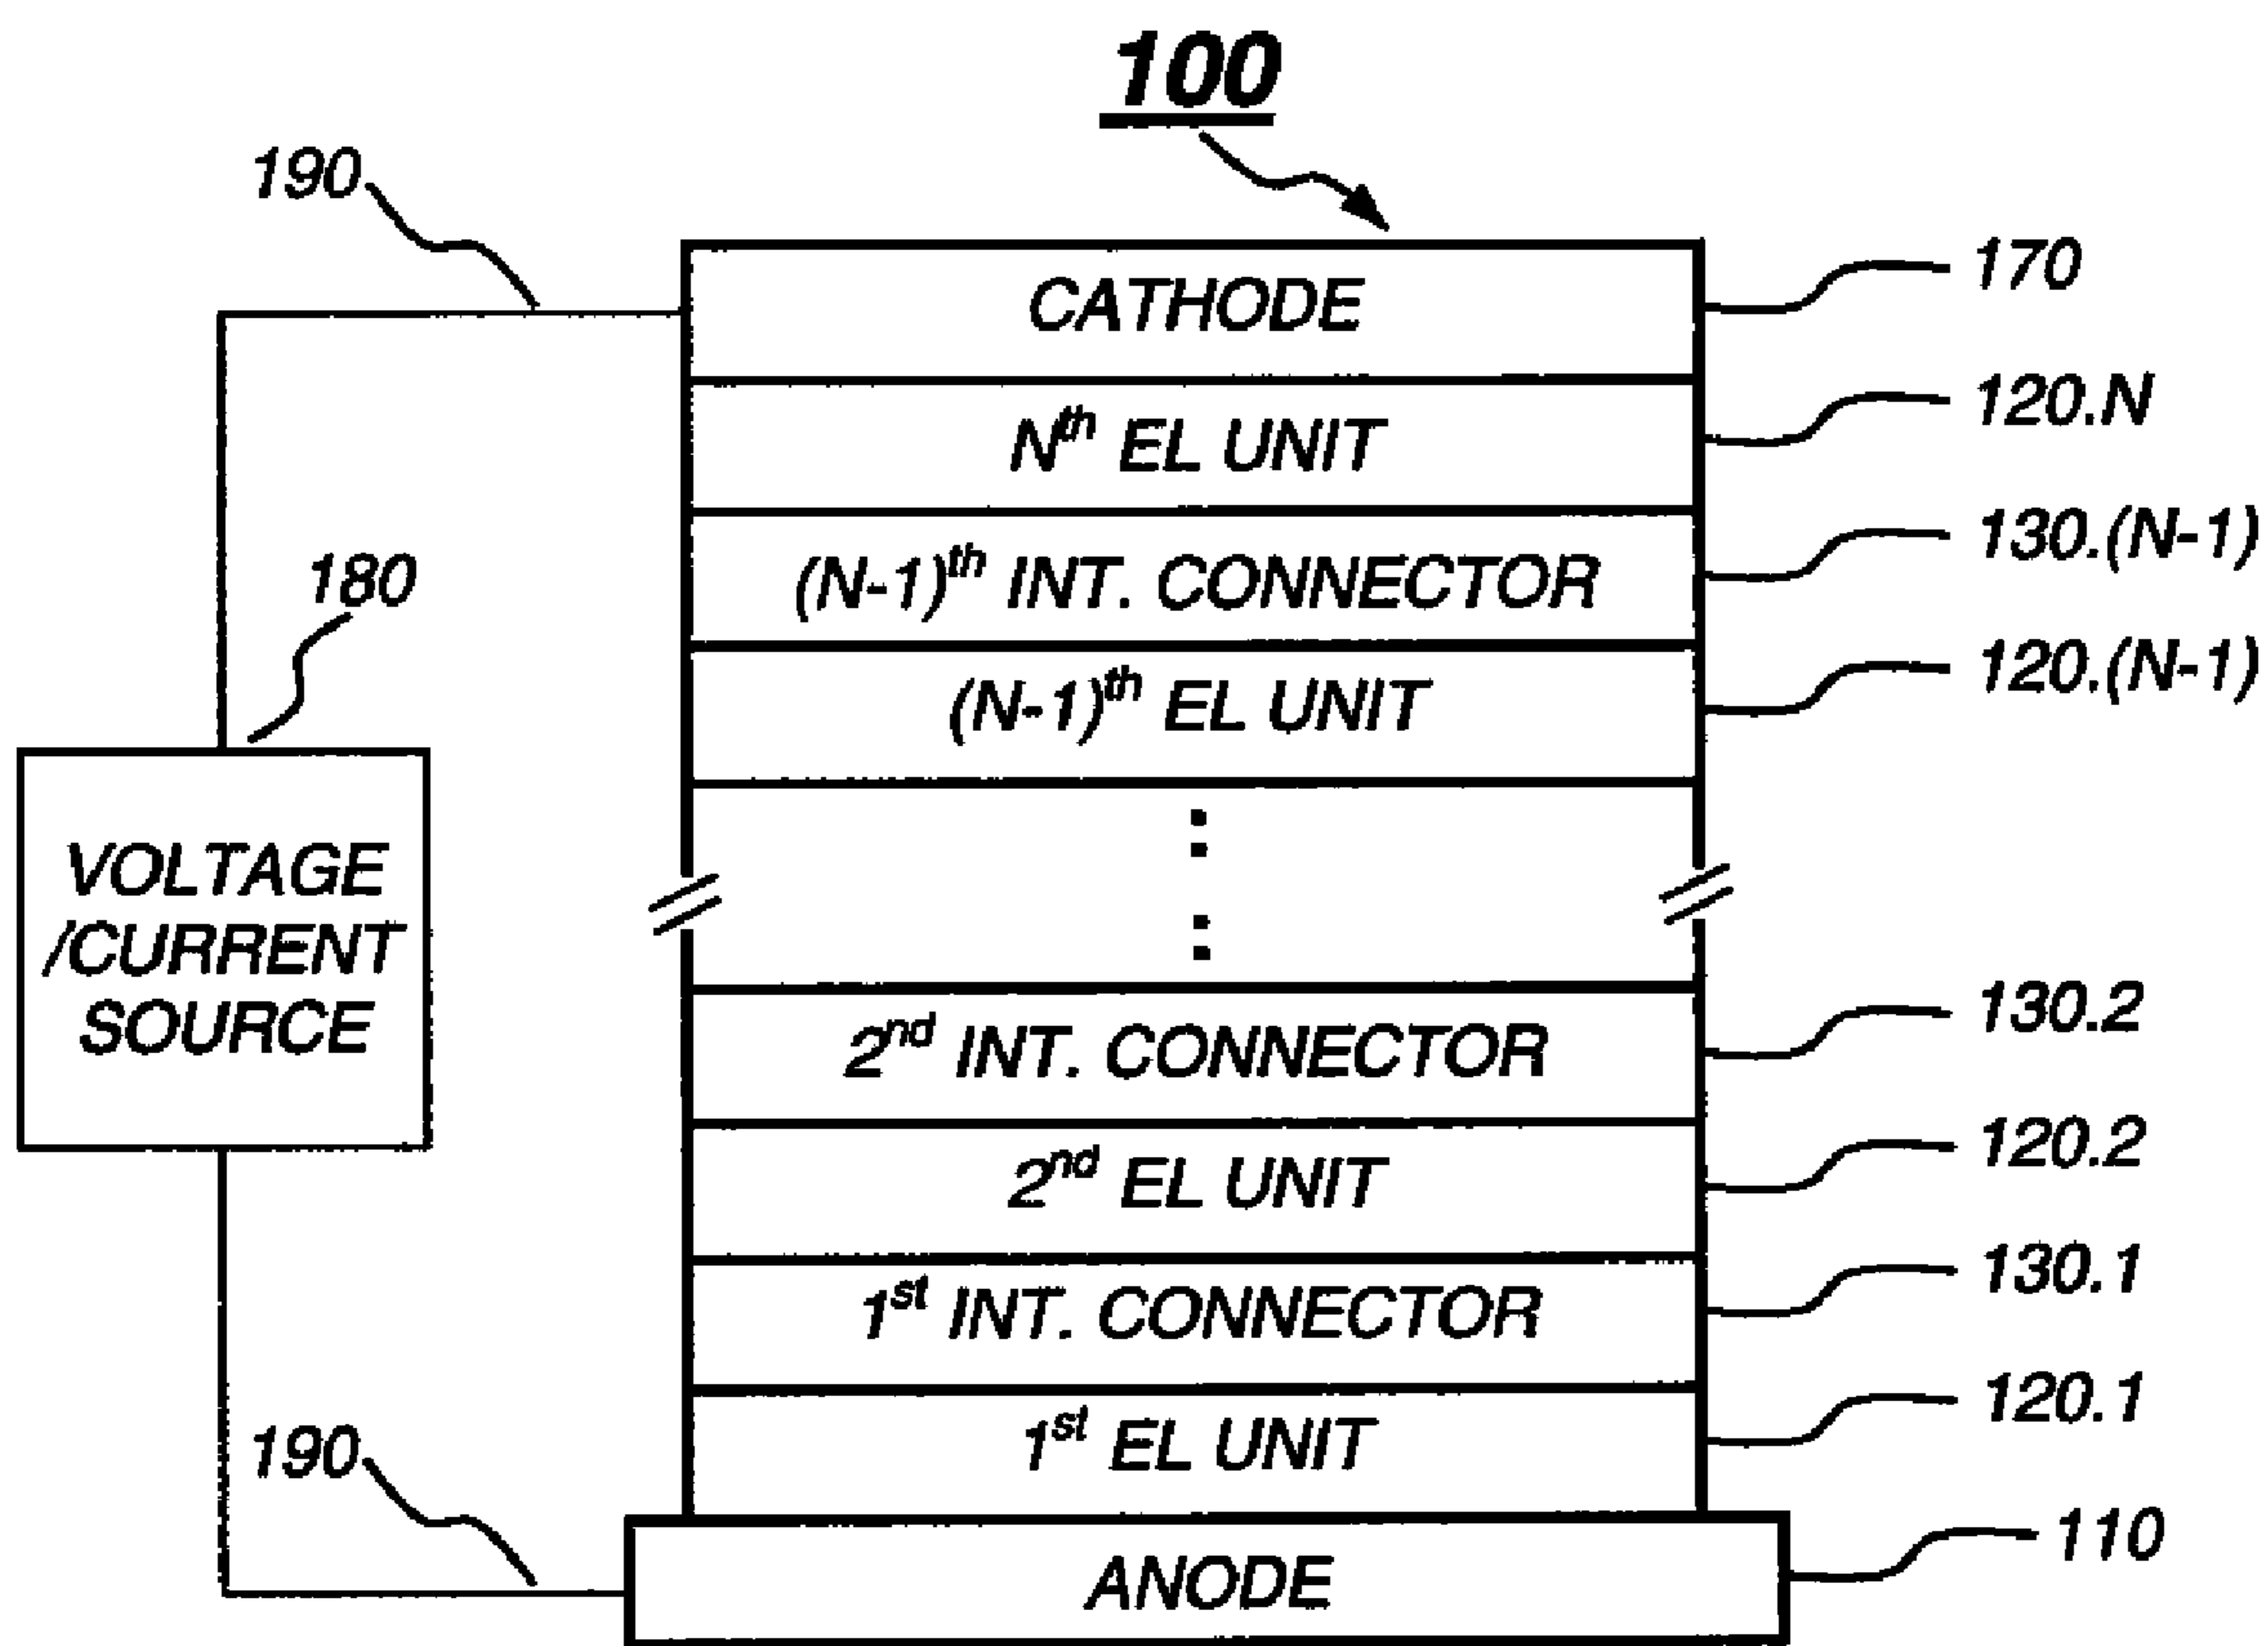 100
190
CATHODE
170
Nth EL UNIT
120.N
(N-1)th INT. CONNECTOR
130.(N-1)
180
(N-1)th EL UNIT
120.(N-1)
VOLTAGE
/CURRENT
SOURCE
2nd INT. CONNECTOR
130.2
2nd EL UNIT
120.2
1st INT. CONNECTOR
130.1
1st EL UNIT
120.1
190
ANODE
110